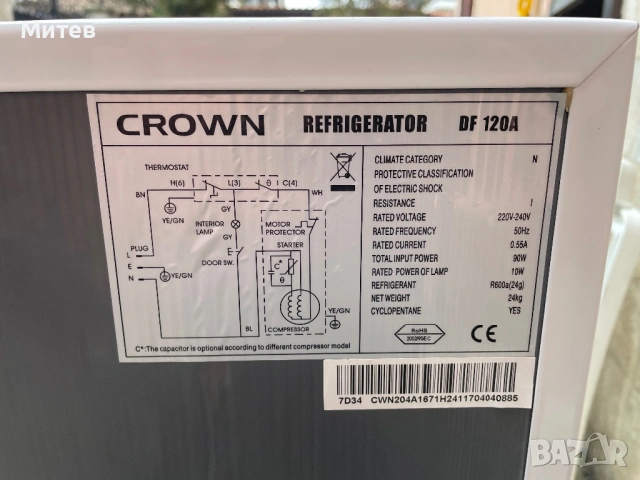 Митев
CROWN REFRIGERATOR DF 120A
THERMOSTAT
H(6) L(3) θ C(4)
BN WH
YE/GN GY
INTERIOR LAMP
MOTOR PROTECTOR
GY
PLUG
STARTER
L
E
N
YE/GN
DOOR SW.
C*
θ
YE/GN
BL
COMPRESSOR
C*:The capacitor is optional according to different compressor model
CLIMATE CATEGORY N
PROTECTIVE CLASSIFICATION
OF ELECTRIC SHOCK
RESISTANCE I
RATED VOLTAGE 220V-240V
RATED FREQUENCY 50Hz
RATED CURRENT 0.55A
TOTAL INPUT POWER 90W
RATED POWER OF LAMP 10W
REFRIGERANT R600a(24g)
NET WEIGHT 24kg
CYCLOPENTANE YES
RoHS
2002/95/EC
CE
7D34 CWN204A1671H2411704040885
bazar